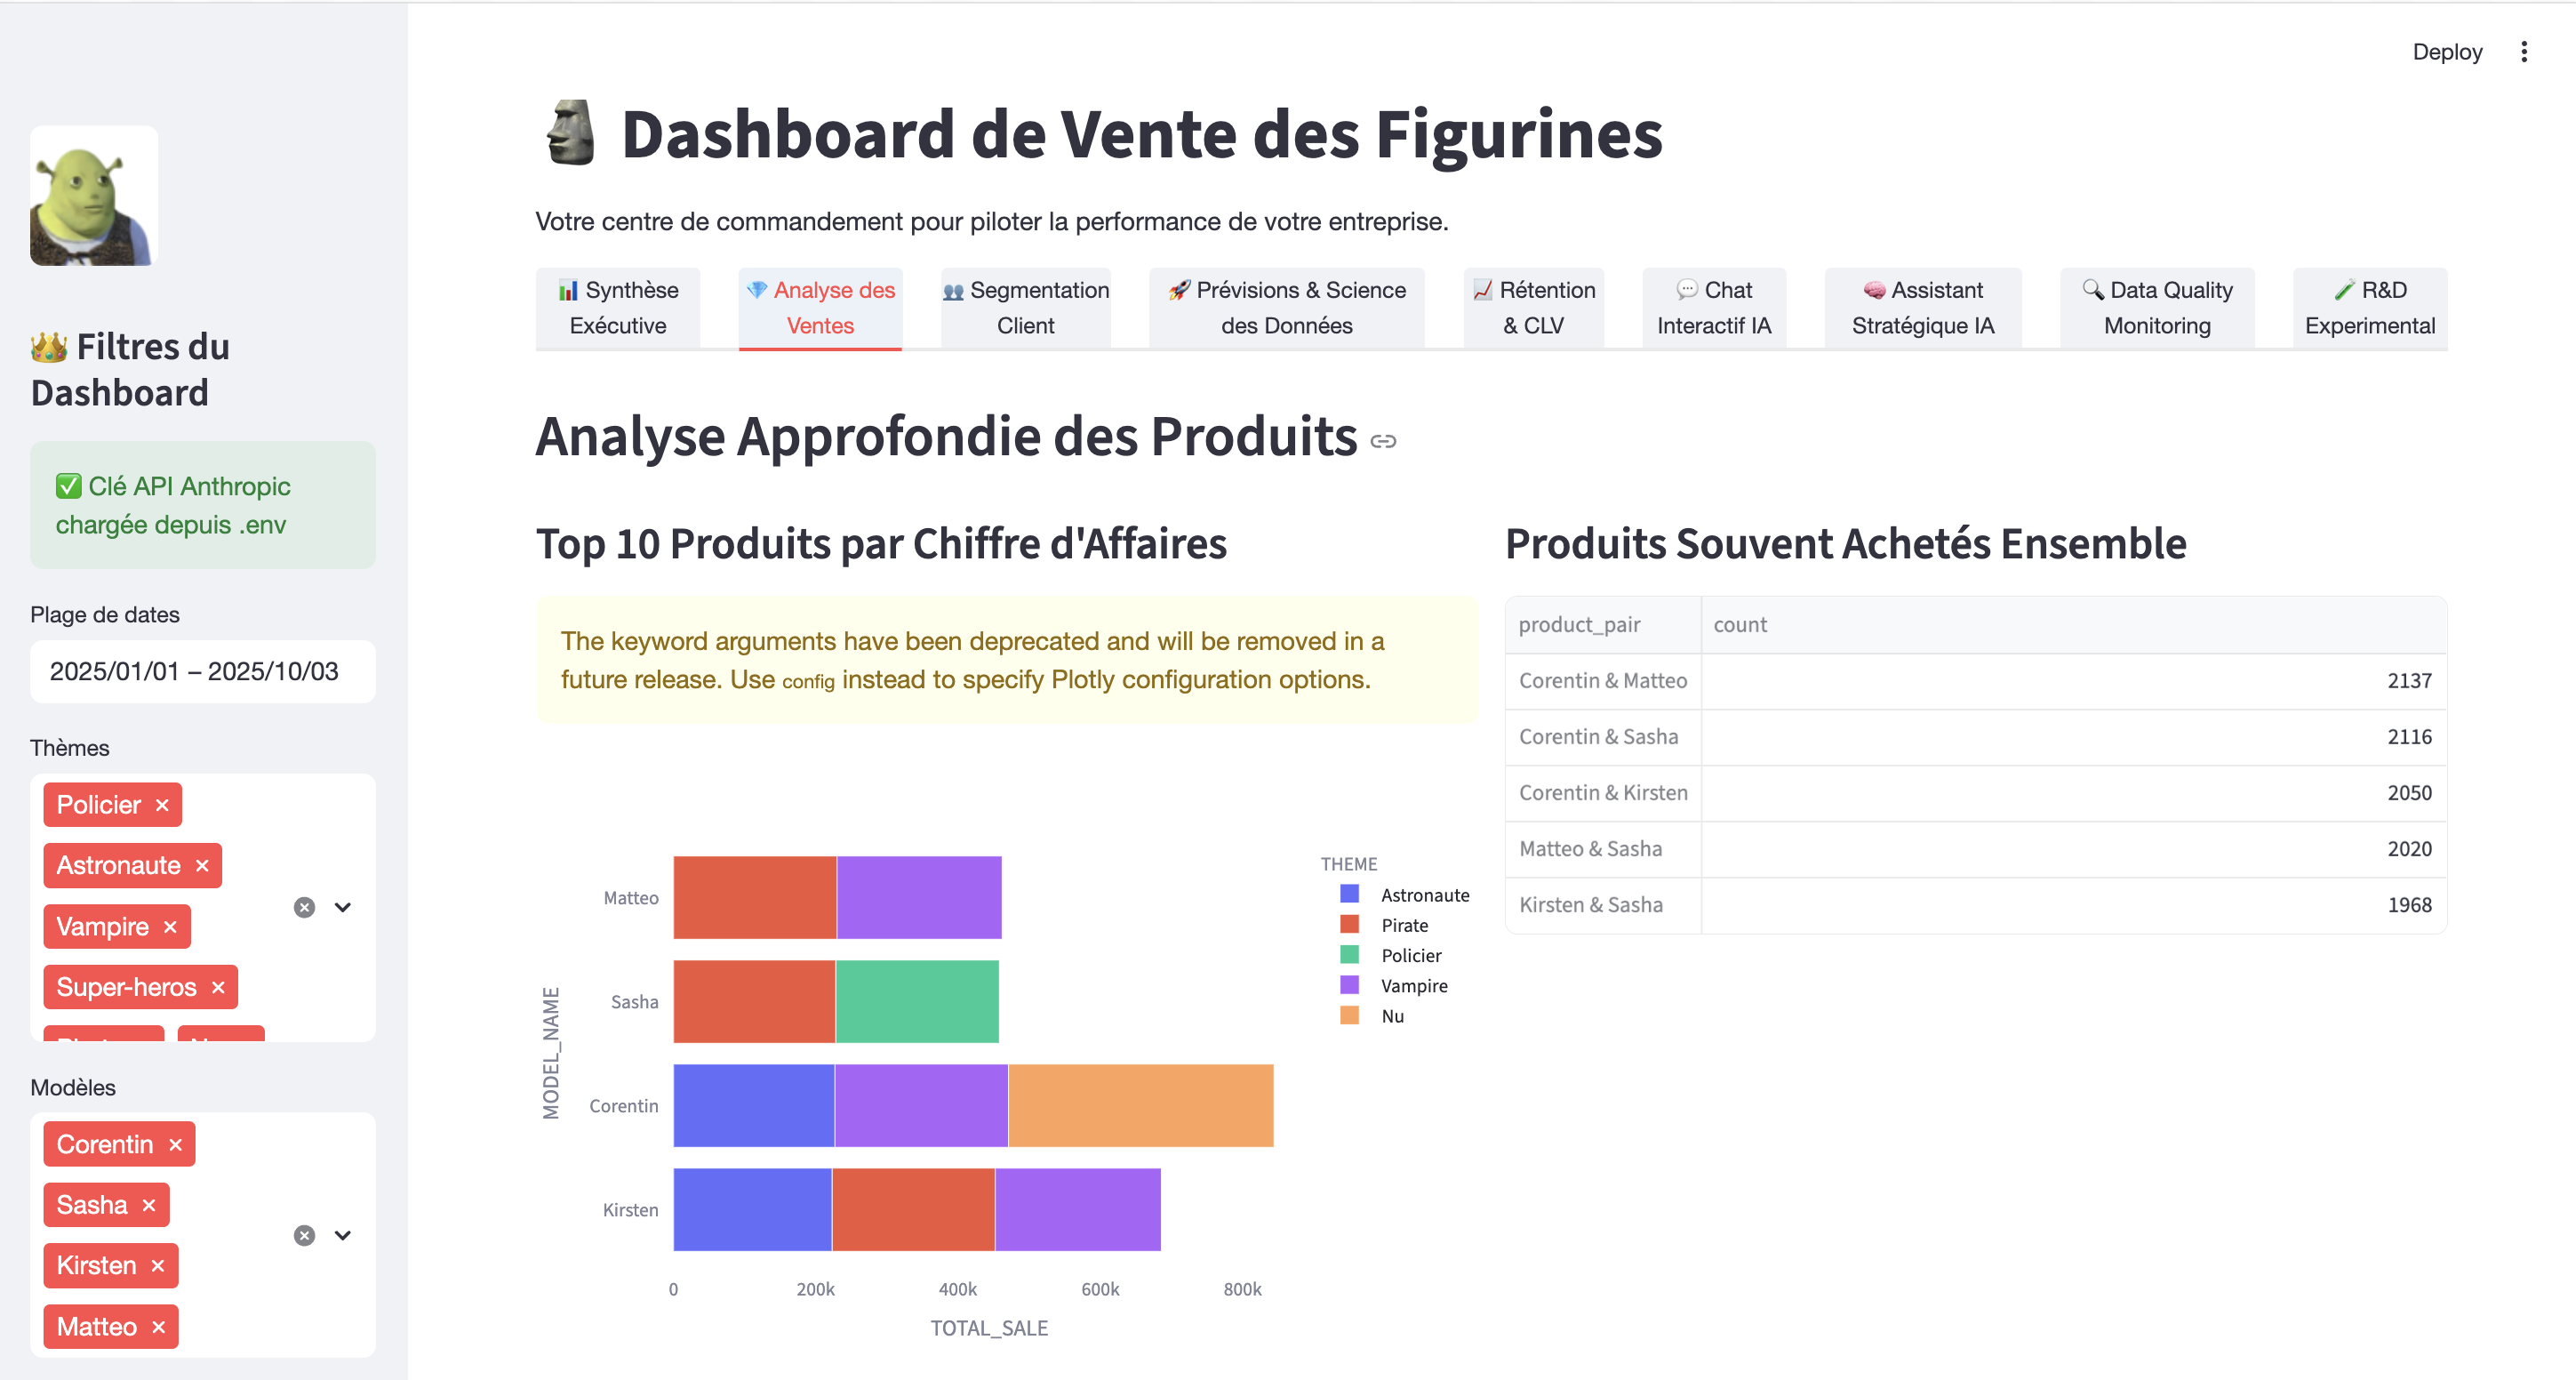 Deploy
Filtres du
Dashboard
Clé API Anthropic
chargée depuis .env
Plage de dates
2025/01/01 – 2025/10/03
Thèmes
Policier
Astronaute
Vampire
Super-heros
Modèles
Corentin
Sasha
Kirsten
Matteo
Dashboard de Vente des Figurines
Votre centre de commandement pour piloter la performance de votre entreprise.
Synthèse
Exécutive
Analyse des
Ventes
Segmentation
Client
Prévisions & Science
des Données
Rétention
& CLV
Chat
Interactif IA
Assistant
Stratégique IA
Data Quality
Monitoring
R&D
Experimental
Analyse Approfondie des Produits
Top 10 Produits par Chiffre d'Affaires
The keyword arguments have been deprecated and will be removed in a
future release. Use config instead to specify Plotly configuration options.
MODEL_NAME
Matteo
Sasha
Corentin
Kirsten
0 200k 400k 600k 800k
TOTAL_SALE
THEME
Astronaute
Pirate
Policier
Vampire
Nu
Produits Souvent Achetés Ensemble
product_pair count
Corentin & Matteo 2137
Corentin & Sasha 2116
Corentin & Kirsten 2050
Matteo & Sasha 2020
Kirsten & Sasha 1968